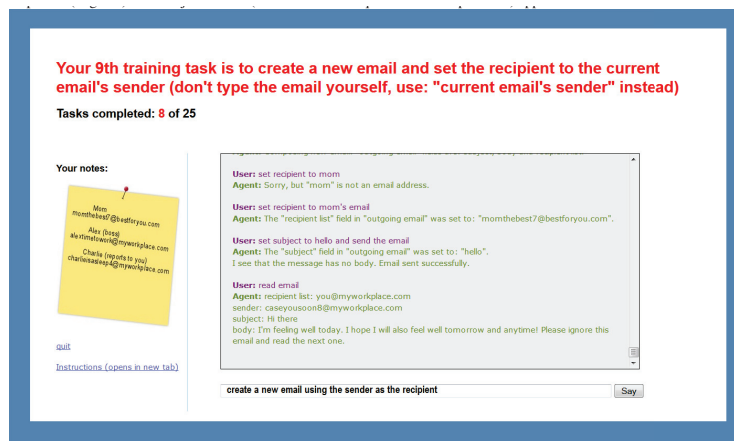 Your 9th training task is to create a new email and set the recipient to the current
email's sender (don't type the email yourself, use: "current email's sender" instead)
Tasks completed: 8 of 25
Your notes:
Mom
momthebest7@bestforyou.com
Alex (boss)
alextimetowork@myworkplace.com
Charlie (reports to you)
charlieisasleep4@myworkplace.com
quit
Instructions (opens in new tab)
User: set recipient to mom
Agent: Sorry, but "mom" is not an email address.
User: set recipient to mom's email
Agent: The "recipient list" field in "outgoing email" was set to: "momthebest7@bestforyou.com".
User: set subject to hello and send the email
Agent: The "subject" field in "outgoing email" was set to: "hello".
I see that the message has no body. Email sent successfully.
User: read email
Agent: recipient list: you@myworkplace.com
sender: caseyousoon8@myworkplace.com
subject: Hi there
body: I'm feeling well today. I hope I will also feel well tomorrow and anytime! Please ignore this
email and read the next one.
create a new email using the sender as the recipient
Say